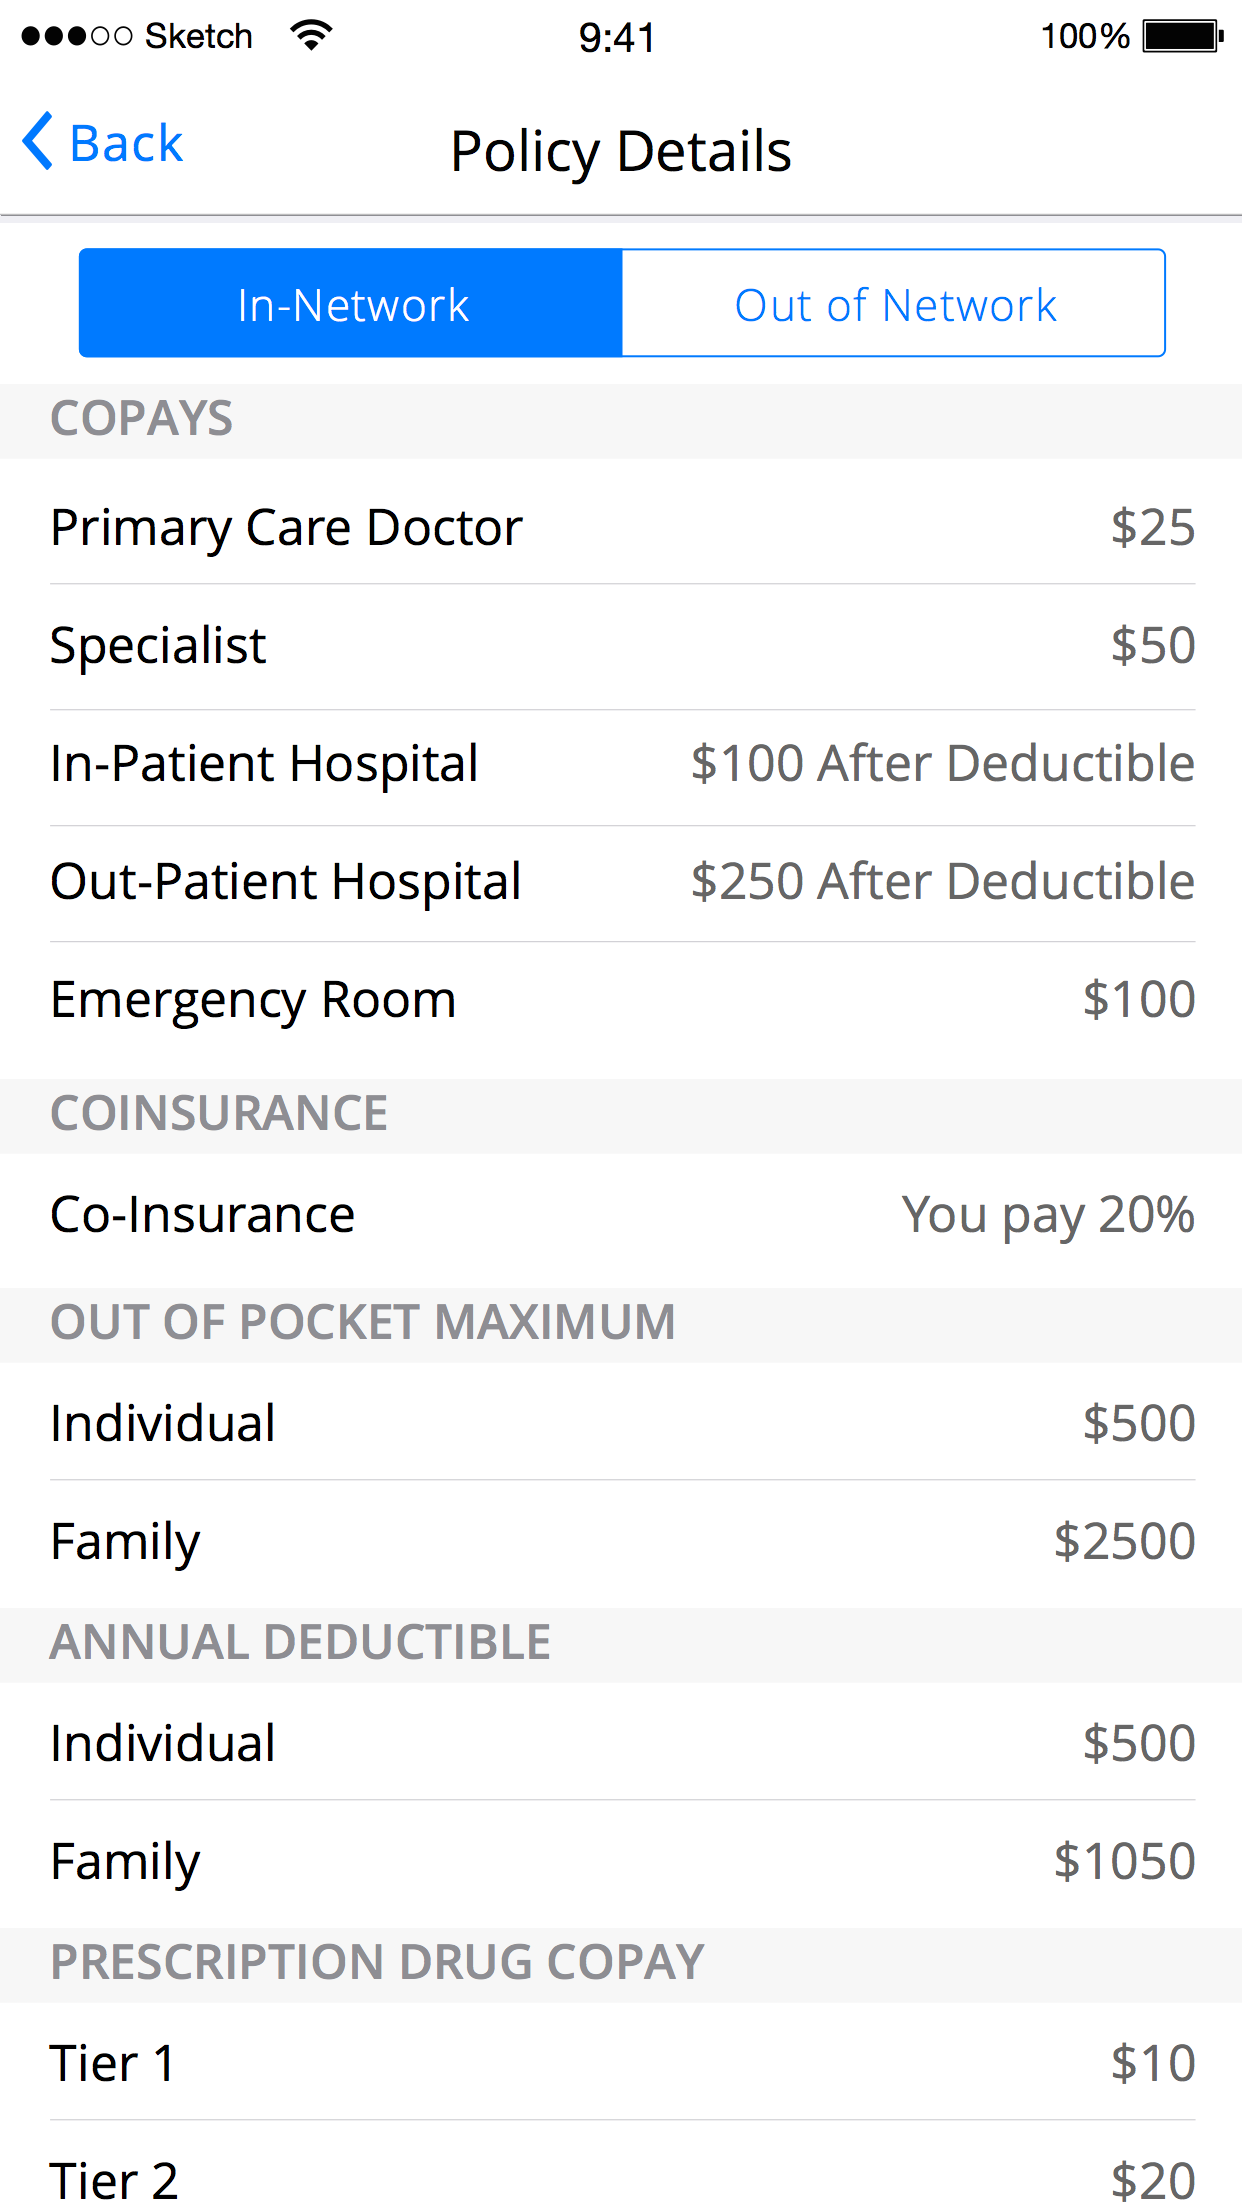 Sketch 9:41 100%
Back Policy Details
In-Network Out of Network
COPAYS
Primary Care Doctor $25
Specialist $50
In-Patient Hospital $100 After Deductible
Out-Patient Hospital $250 After Deductible
Emergency Room $100
COINSURANCE
Co-Insurance You pay 20%
OUT OF POCKET MAXIMUM
Individual $500
Family $2500
ANNUAL DEDUCTIBLE
Individual $500
Family $1050
PRESCRIPTION DRUG COPAY
Tier 1 $10
Tier 2 $20